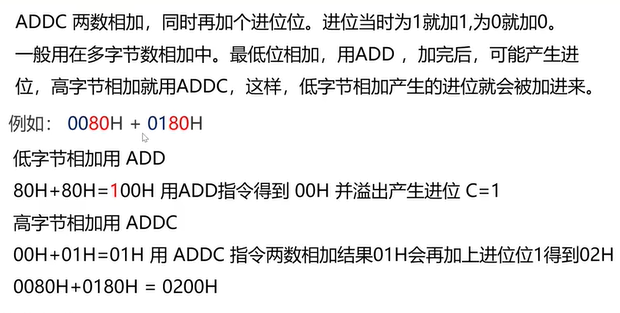 ADDC 两数相加，同时再加个进位位。进位当时为1就加1,为0就加0。
一般用在多字节数相加中。最低位相加，用ADD ，加完后，可能产生进
位，高字节相加就用ADDC，这样，低字节相加产生的进位就会被加进来。
例如： 0080H + 0180H
低字节相加用 ADD
80H+80H=100H 用ADD指令得到 00H 并溢出产生进位 C=1
高字节相加用 ADDC
00H+01H=01H 用 ADDC 指令两数相加结果01H会再加上进位位1得到02H
0080H+0180H = 0200H